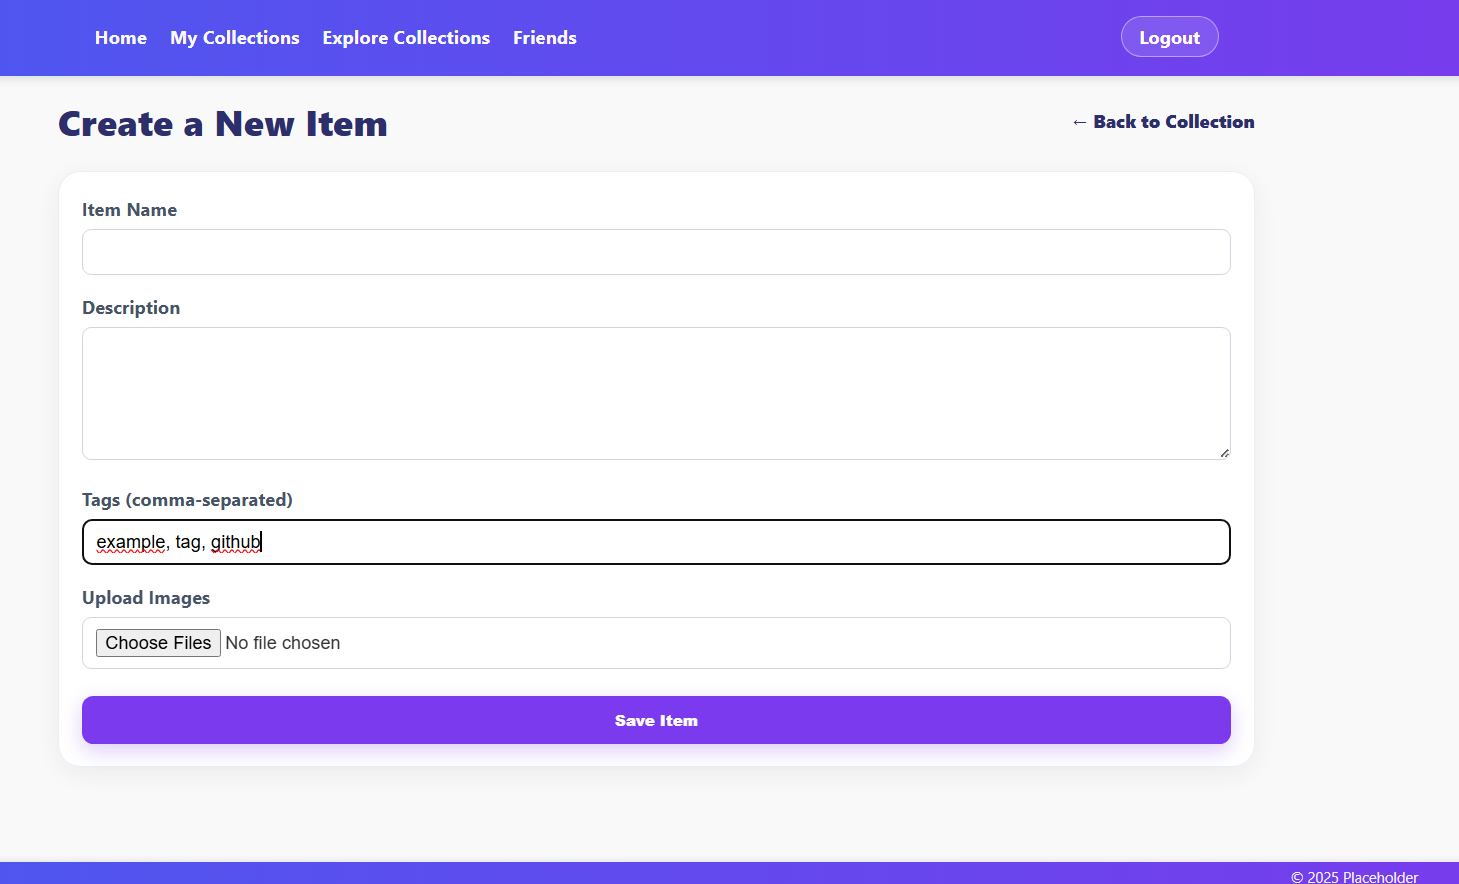 Home My Collections Explore Collections Friends Logout
Create a New Item
← Back to Collection
Item Name
Description
Tags (comma-separated)
example, tag, github
Upload Images
Choose Files No file chosen
Save Item
© 2025 Placeholder